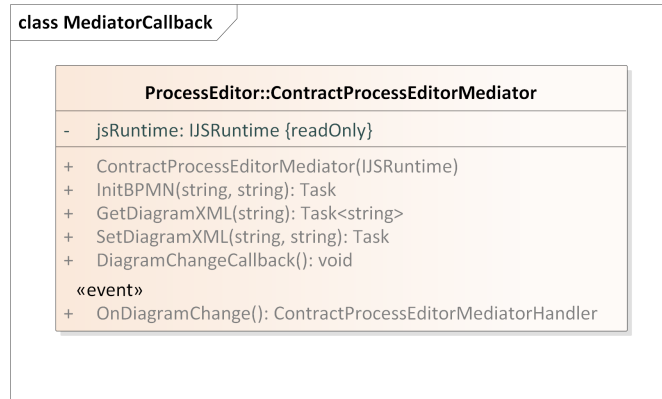 class MediatorCallback
ProcessEditor::ContractProcessEditorMediator
- jsRuntime: IJSRuntime {readOnly}
+ ContractProcessEditorMediator(IJSRuntime)
+ InitBPMN(string, string): Task
+ GetDiagramXML(string): Task<string>
+ SetDiagramXML(string, string): Task
+ DiagramChangeCallback(): void
«event»
+ OnDiagramChange(): ContractProcessEditorMediatorHandler